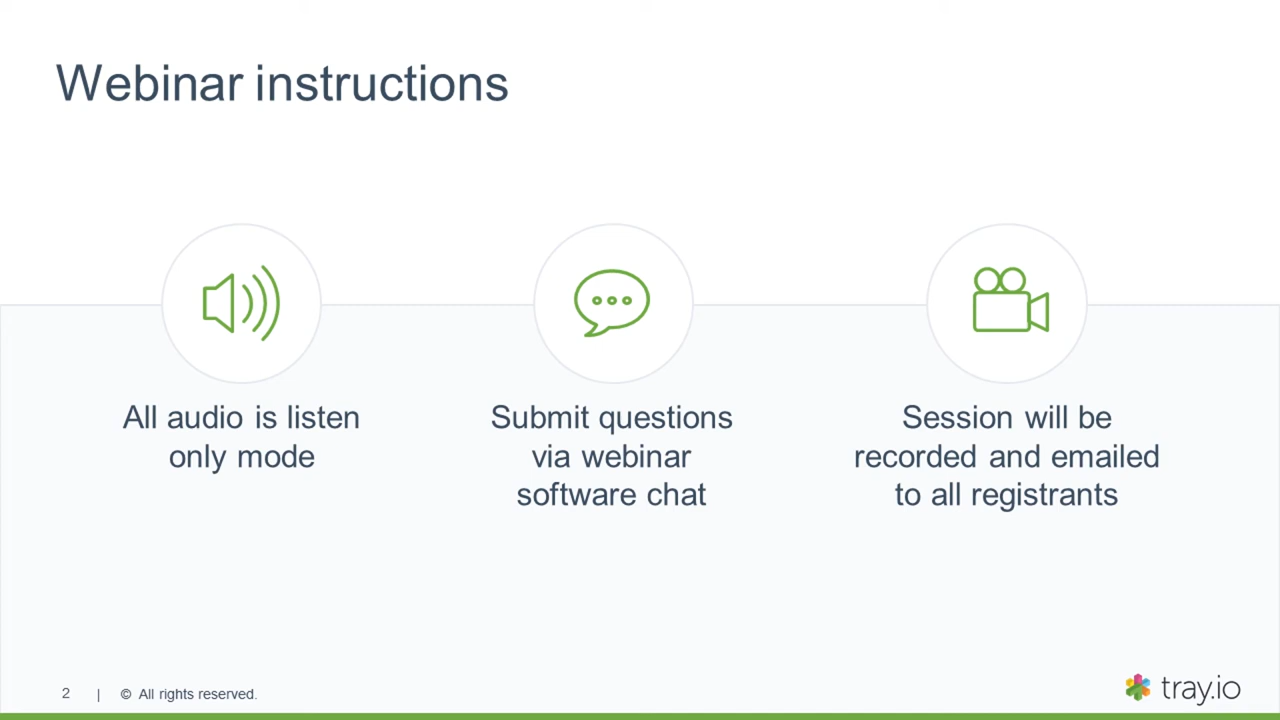 Webinar instructions
All audio is listen
only mode
Submit questions
via webinar
software chat
Session will be
recorded and emailed
to all registrants
2 | © All rights reserved.
tray.io